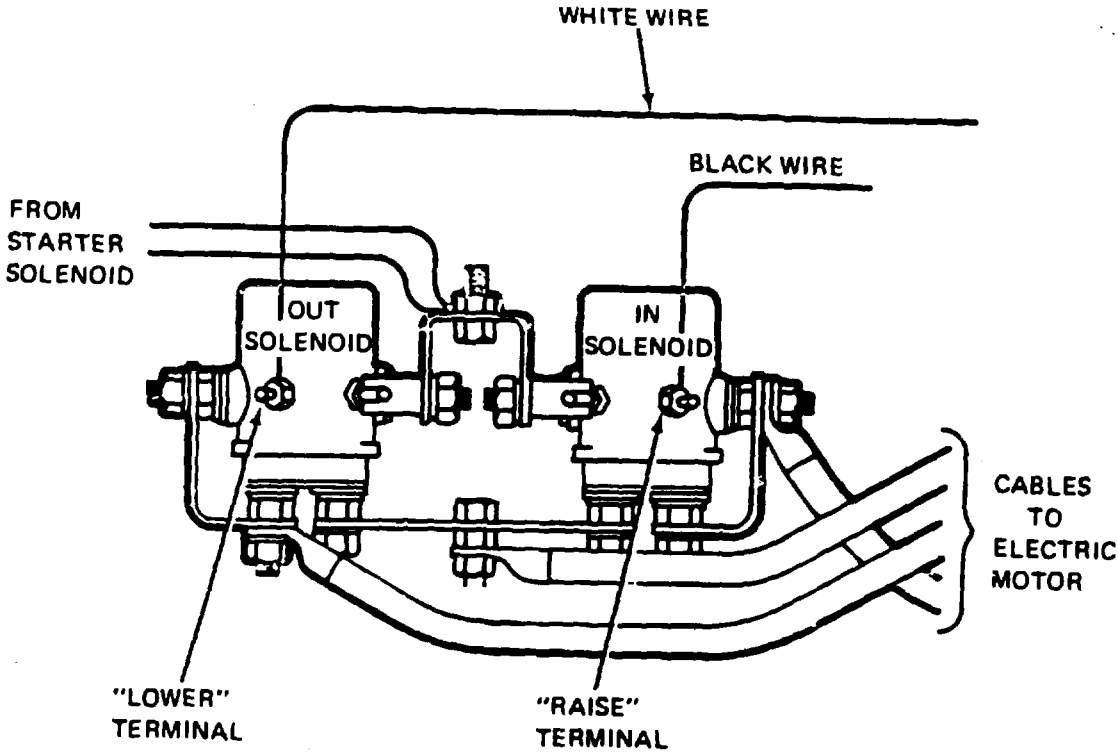 WHITE WIRE
BLACK WIRE
FROM
STARTER
SOLENOID
OUT
SOLENOID
IN
SOLENOID
CABLES
TO
ELECTRIC
MOTOR
"LOWER"
TERMINAL
"RAISE"
TERMINAL